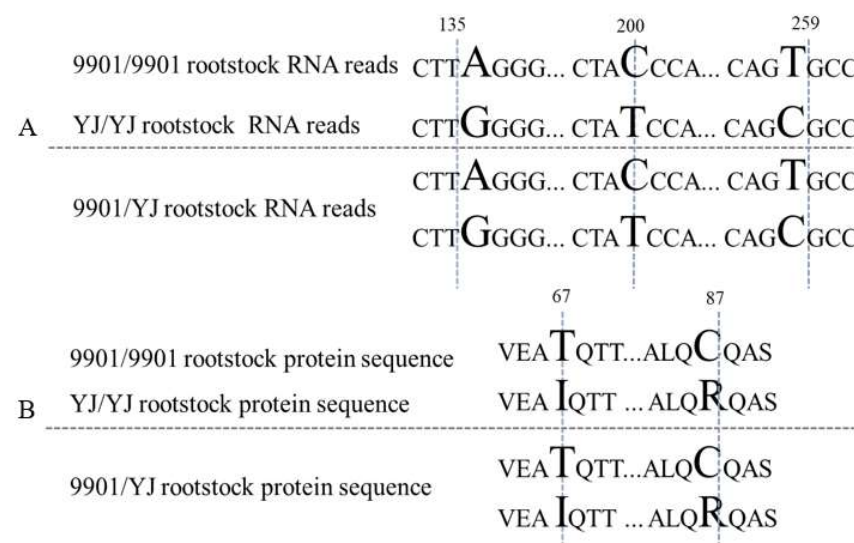 135 200 259
9901/9901 rootstock RNA reads CTTAGGG... CTACCCA... CAGTGCC
A YJ/YJ rootstock RNA reads CTTGGGG... CTATCCA... CAGCGCC
CTTAGGG... CTACCCA... CAGTGCC
9901/YJ rootstock RNA reads
CTTGGGG... CTATCCA... CAGCGCC
67 87
9901/9901 rootstock protein sequence VEATQTT...ALQCQAS
B YJ/YJ rootstock protein sequence VEAIQTT ...ALQRQAS
VEATQTT...ALQCQAS
9901/YJ rootstock protein sequence
VEAIQTT ...ALQRQAS